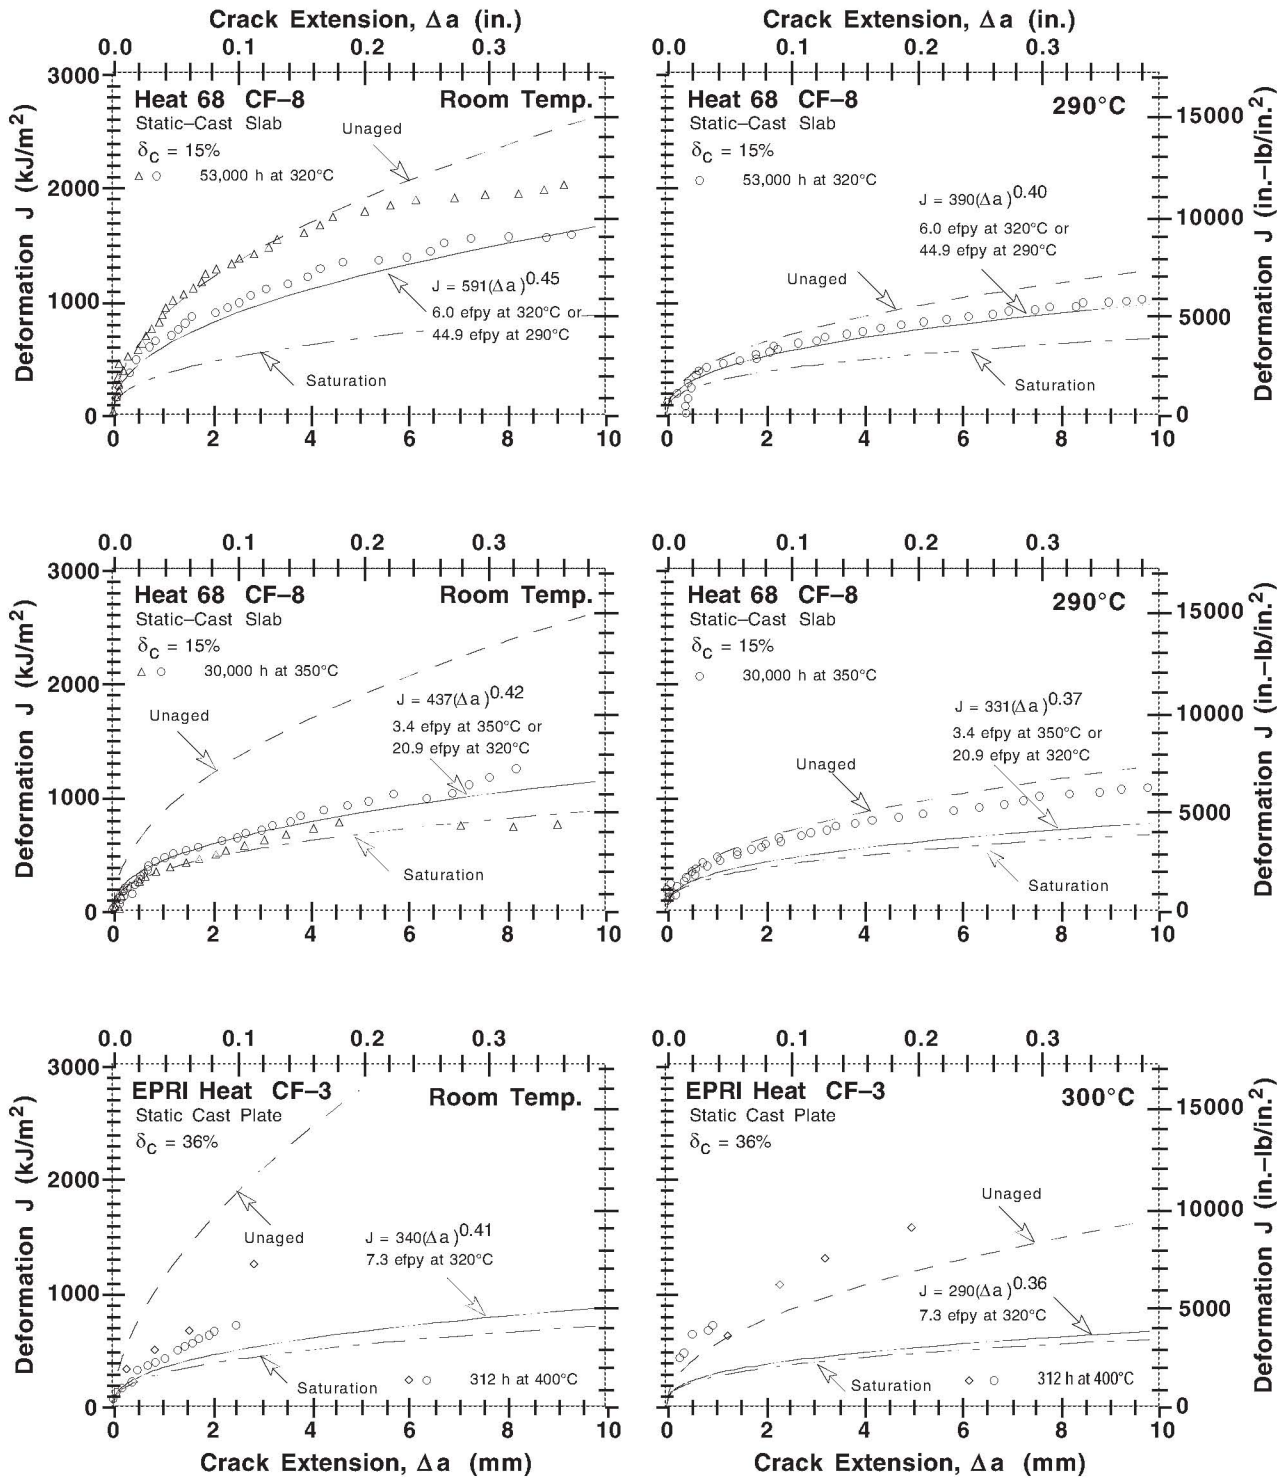 Crack Extension, Δa (in.)
0.0 0.1 0.2 0.3
3000
2000
1000
0
Deformation J (kJ/m²)
Heat 68 CF–8 Room Temp.
Static–Cast Slab
δC = 15%
△ ○ 53,000 h at 320°C
Unaged
J = 591(Δa)^0.45
6.0 efpy at 320°C or
44.9 efpy at 290°C
Saturation
0 2 4 6 8 10
Crack Extension, Δa (in.)
0.0 0.1 0.2 0.3
Heat 68 CF–8 290°C
Static–Cast Slab
δC = 15%
○ 53,000 h at 320°C
J = 390(Δa)^0.40
6.0 efpy at 320°C or
44.9 efpy at 290°C
Unaged
Saturation
15000
10000
5000
0
Deformation J (in.–lb/in.²)
0 2 4 6 8 10
0.0 0.1 0.2 0.3
3000
2000
1000
0
Deformation J (kJ/m²)
Heat 68 CF–8 Room Temp.
Static–Cast Slab
δC = 15%
△ ○ 30,000 h at 350°C
J = 437(Δa)^0.42
3.4 efpy at 350°C or
20.9 efpy at 320°C
Unaged
Saturation
0 2 4 6 8 10
0.0 0.1 0.2 0.3
Heat 68 CF–8 290°C
Static–Cast Slab
δC = 15%
○ 30,000 h at 350°C
J = 331(Δa)^0.37
3.4 efpy at 350°C or
20.9 efpy at 320°C
Unaged
Saturation
15000
10000
5000
0
Deformation J (in.–lb/in.²)
0 2 4 6 8 10
0.0 0.1 0.2 0.3
3000
2000
1000
0
Deformation J (kJ/m²)
EPRI Heat CF–3
Room Temp.
Static Cast Plate
δC = 36%
Unaged
J = 340(Δa)^0.41
7.3 efpy at 320°C
Saturation
◇ ○ 312 h at 400°C
0 2 4 6 8 10
Crack Extension, Δa (mm)
0.0 0.1 0.2 0.3
EPRI Heat CF–3 300°C
Static Cast Plate
δC = 36%
Unaged
J = 290(Δa)^0.36
7.3 efpy at 320°C
Saturation
◇ ○ 312 h at 400°C
15000
10000
5000
0
Deformation J (in.–lb/in.²)
0 2 4 6 8 10
Crack Extension, Δa (mm)